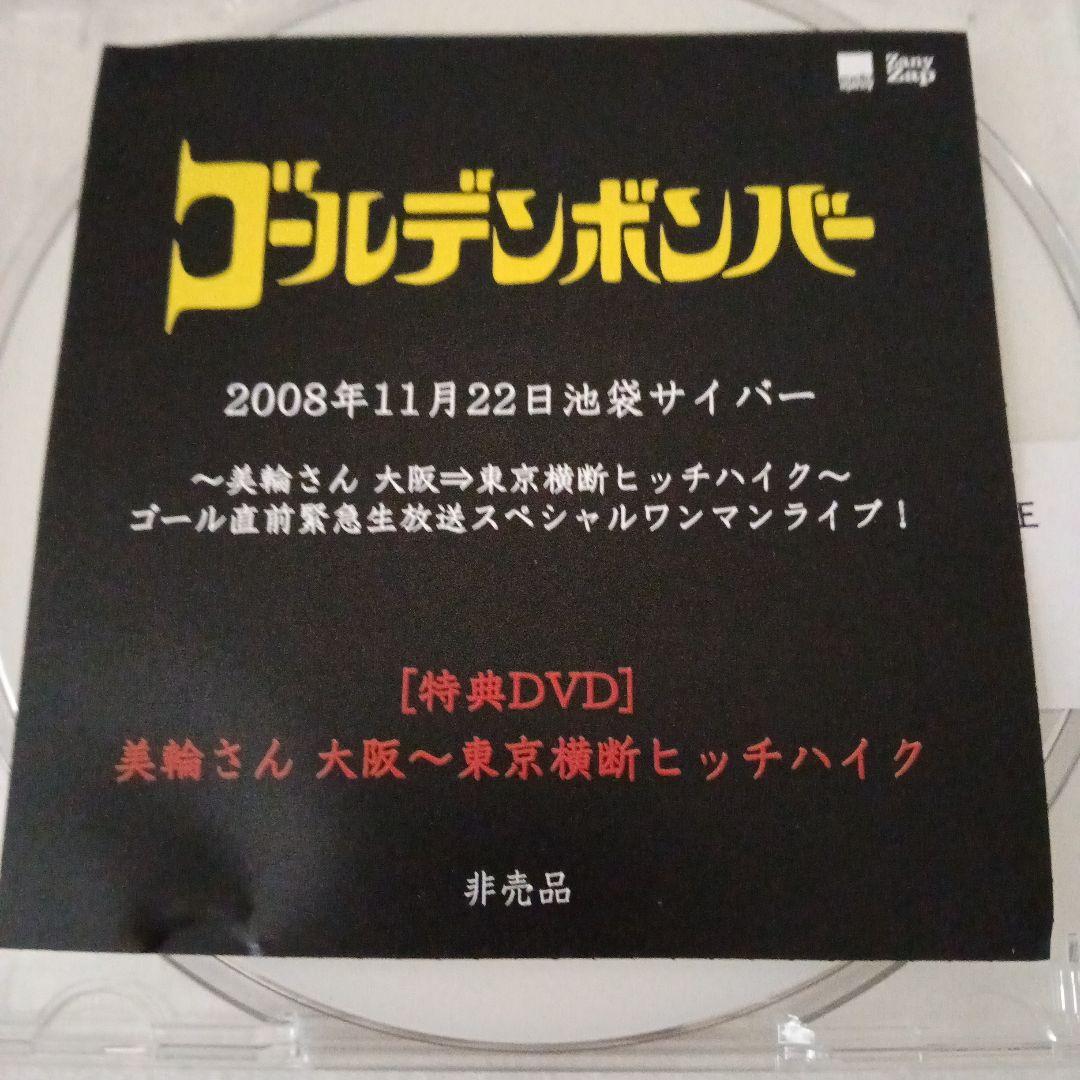 Zany
Zap
ゴールデンボンバー
2008年11月22日池袋サイバー
～美輪さん 大阪⇒東京横断ヒッチハイク～
ゴール直前緊急生放送スペシャルワンマンライブ！
[特典DVD]
美輪さん 大阪～東京横断ヒッチハイク
非売品